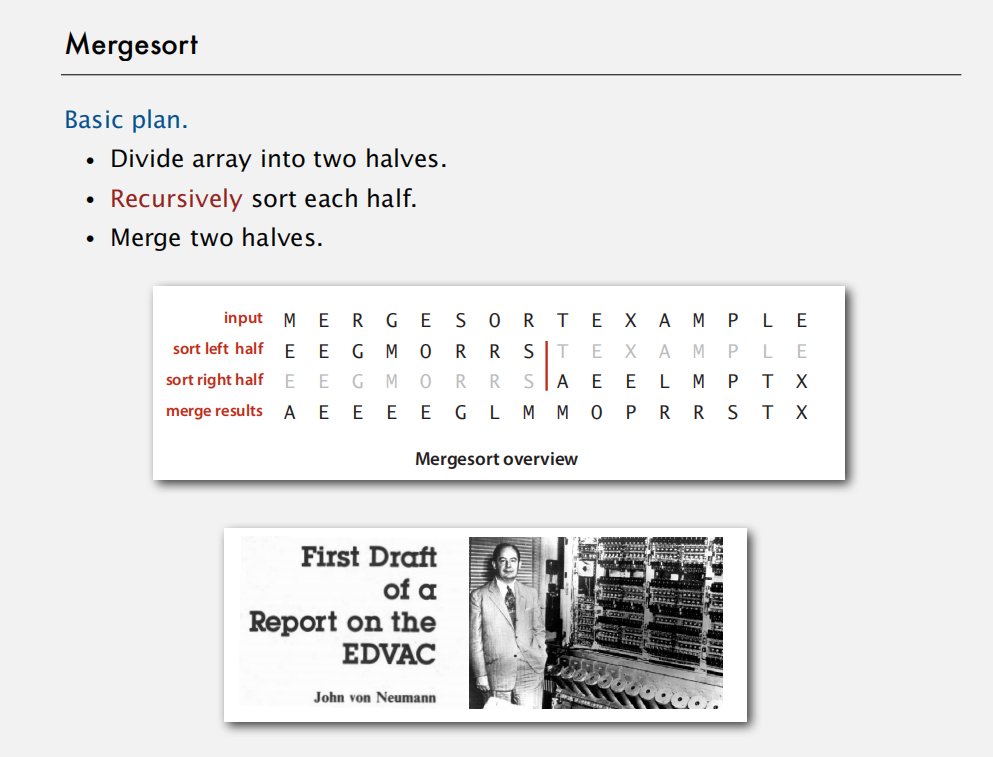 Mergesort
Basic plan.
• Divide array into two halves.
• Recursively sort each half.
• Merge two halves.
input M E R G E S O R T E X A M P L E
sort left half E E G M O R R S T E X A M P L E
sort right half E E G M O R R S A E E L M P T X
merge results A E E E E G L M M O P R R S T X
Mergesort overview
First Draft
of a
Report on the
EDVAC
John von Neumann